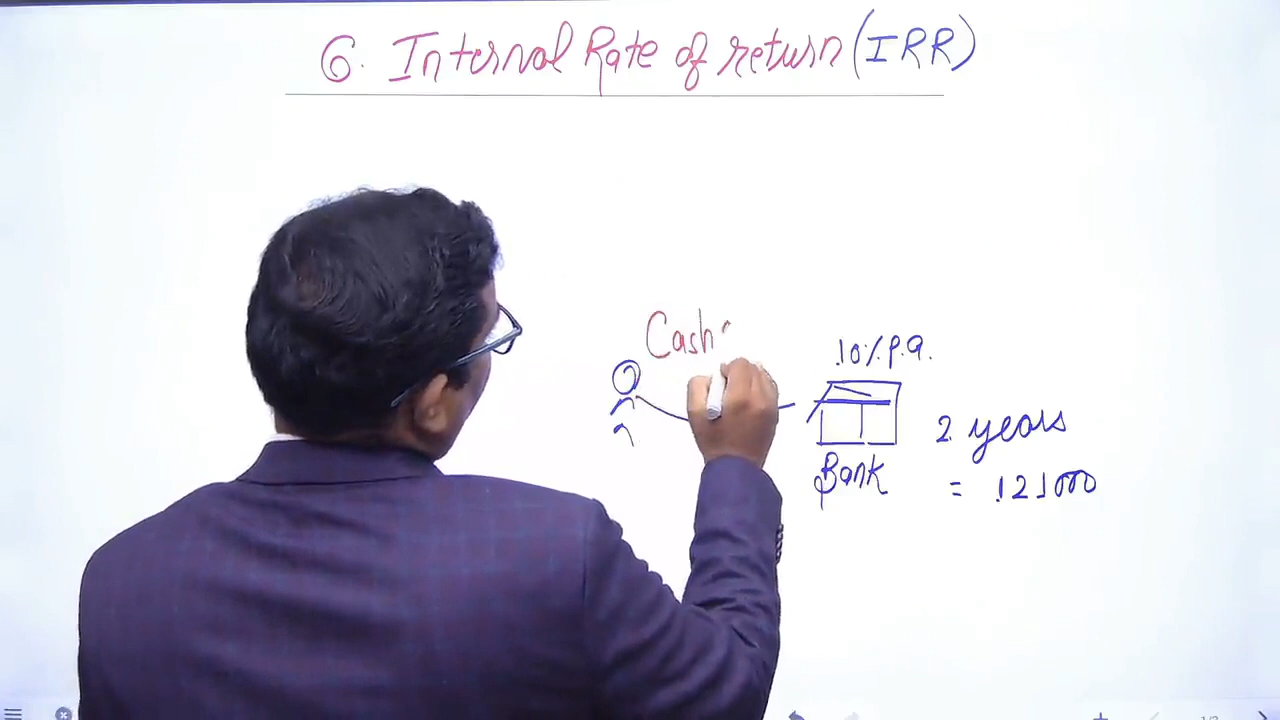 6. Internal Rate of return (IRR)
Cash
10% P.a.
2 years
Bank
= 121000